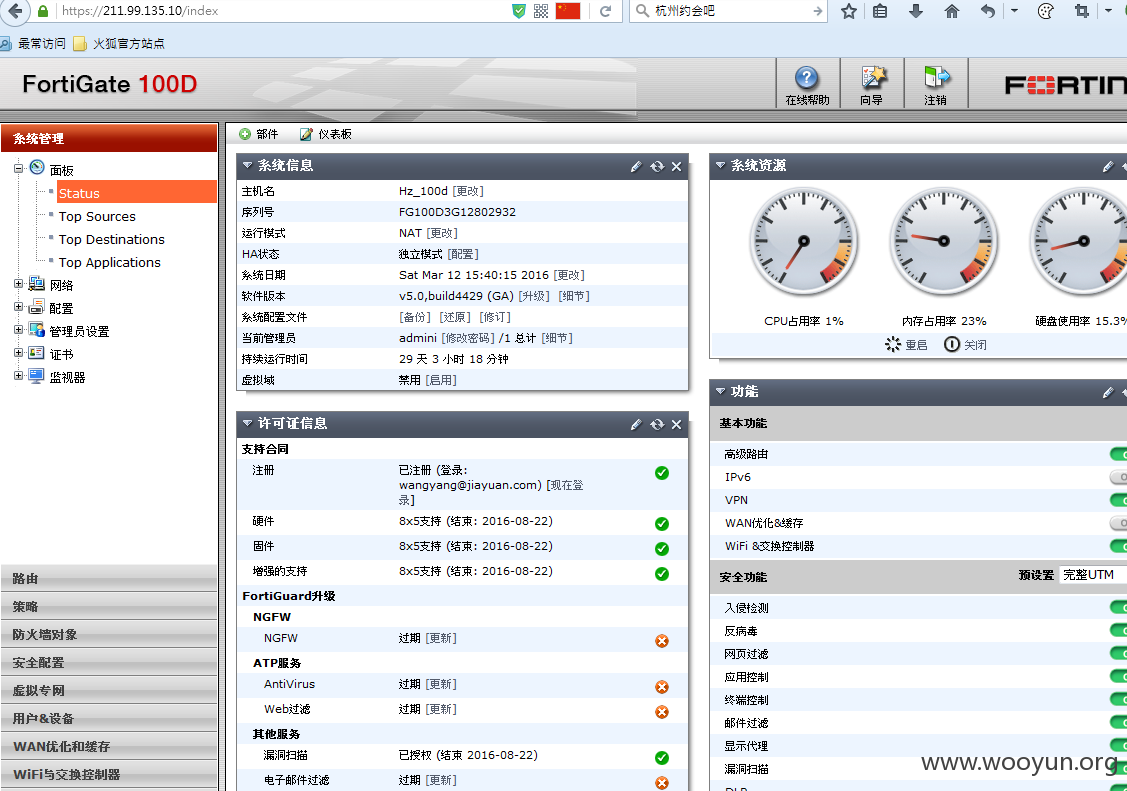 https://211.99.135.10/index
杭州约会吧
最常访问 火狐官方站点
FortiGate 100D
在线帮助 向导 注销 FORTIN
系统管理
部件 仪表板
面板
Status
Top Sources
Top Destinations
Top Applications
网络
配置
管理员设置
证书
监视器
路由
策略
防火墙对象
安全配置
虚拟专网
用户&设备
WAN优化和缓存
WiFi与交换控制器
系统信息
主机名 Hz_100d [更改]
序列号 FG100D3G12802932
运行模式 NAT [更改]
HA状态 独立模式 [配置]
系统日期 Sat Mar 12 15:40:15 2016 [更改]
软件版本 v5.0,build4429 (GA) [升级] [细节]
系统配置文件 [备份] [还原] [修订]
当前管理员 admini [修改密码] /1 总计 [细节]
持续运行时间 29 天 3 小时 18 分钟
虚拟域 禁用 [启用]
许可证信息
支持合同
注册 已注册 (登录:
wangyang@jiayuan.com) [现在登
录]
硬件 8x5支持 (结束: 2016-08-22)
固件 8x5支持 (结束: 2016-08-22)
增强的支持 8x5支持 (结束: 2016-08-22)
FortiGuard升级
NGFW
NGFW 过期 [更新]
ATP服务
AntiVirus 过期 [更新]
Web过滤 过期 [更新]
其他服务
漏洞扫描 已授权 (结束 2016-08-22)
电子邮件过滤 过期 [更新]
系统资源
CPU占用率 1% 内存占用率 23% 硬盘使用率 15.3%
重启 关闭
功能
基本功能
高级路由
IPv6
VPN
WAN优化&缓存
WiFi &交换控制器
安全功能 预设置 完整UTM
入侵检测
反病毒
网页过滤
应用控制
终端控制
邮件过滤
显示代理
漏洞扫描
www.wooyun.org